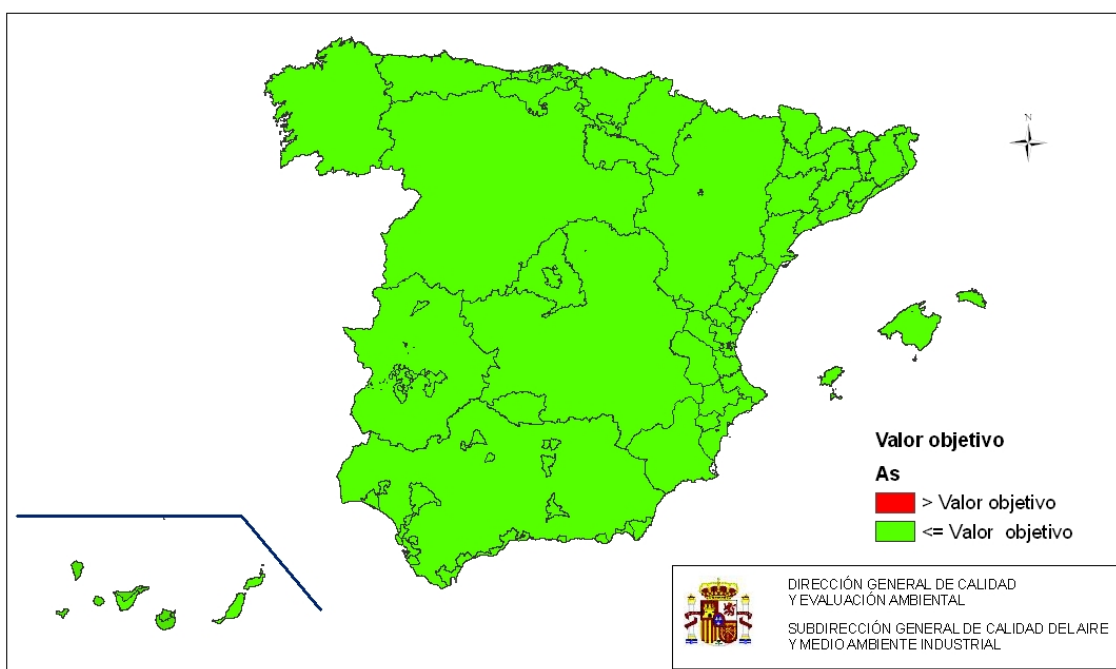 N
Valor objetivo
As
> Valor objetivo
<= Valor objetivo
DIRECCIÓN GENERAL DE CALIDAD
Y EVALUACIÓN AMBIENTAL
SUBDIRECCIÓN GENERAL DE CALIDAD DEL AIRE
Y MEDIO AMBIENTE INDUSTRIAL